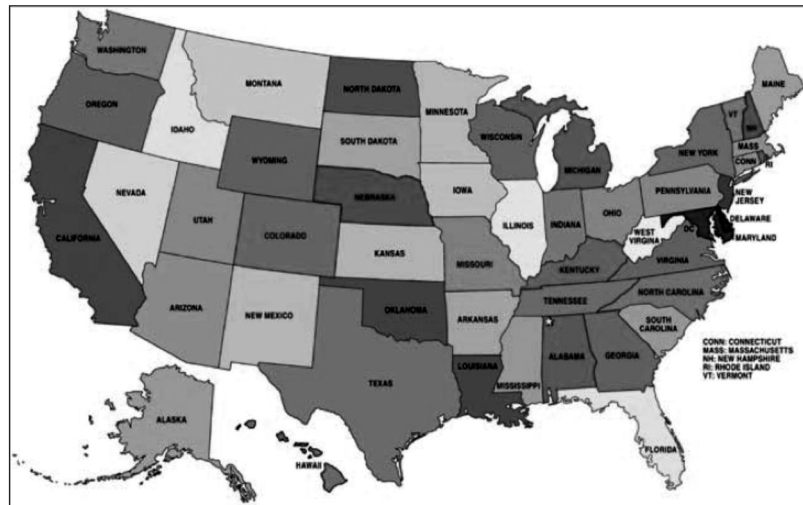 WASHINGTON
OREGON
IDAHO
MONTANA
NORTH DAKOTA
SOUTH DAKOTA
MINNESOTA
WISCONSIN
MICHIGAN
MAINE
VT
NH
MASS
CONN
RI
NEW YORK
WYOMING
NEBRASKA
IOWA
ILLINOIS
INDIANA
OHIO
PENNSYLVANIA
NEW
JERSEY
DELAWARE
MARYLAND
DC
NEVADA
UTAH
COLORADO
CALIFORNIA
KANSAS
MISSOURI
KENTUCKY
WEST
VIRGINIA
VIRGINIA
ARIZONA
NEW MEXICO
OKLAHOMA
ARKANSAS
TENNESSEE
NORTH CAROLINA
SOUTH
CAROLINA
TEXAS
LOUISIANA
MISSISSIPPI
ALABAMA
GEORGIA
FLORIDA
ALASKA
HAWAII
CONN: CONNECTICUT
MASS: MASSACHUSETTS
NH: NEW HAMPSHIRE
RI: RHODE ISLAND
VT: VERMONT